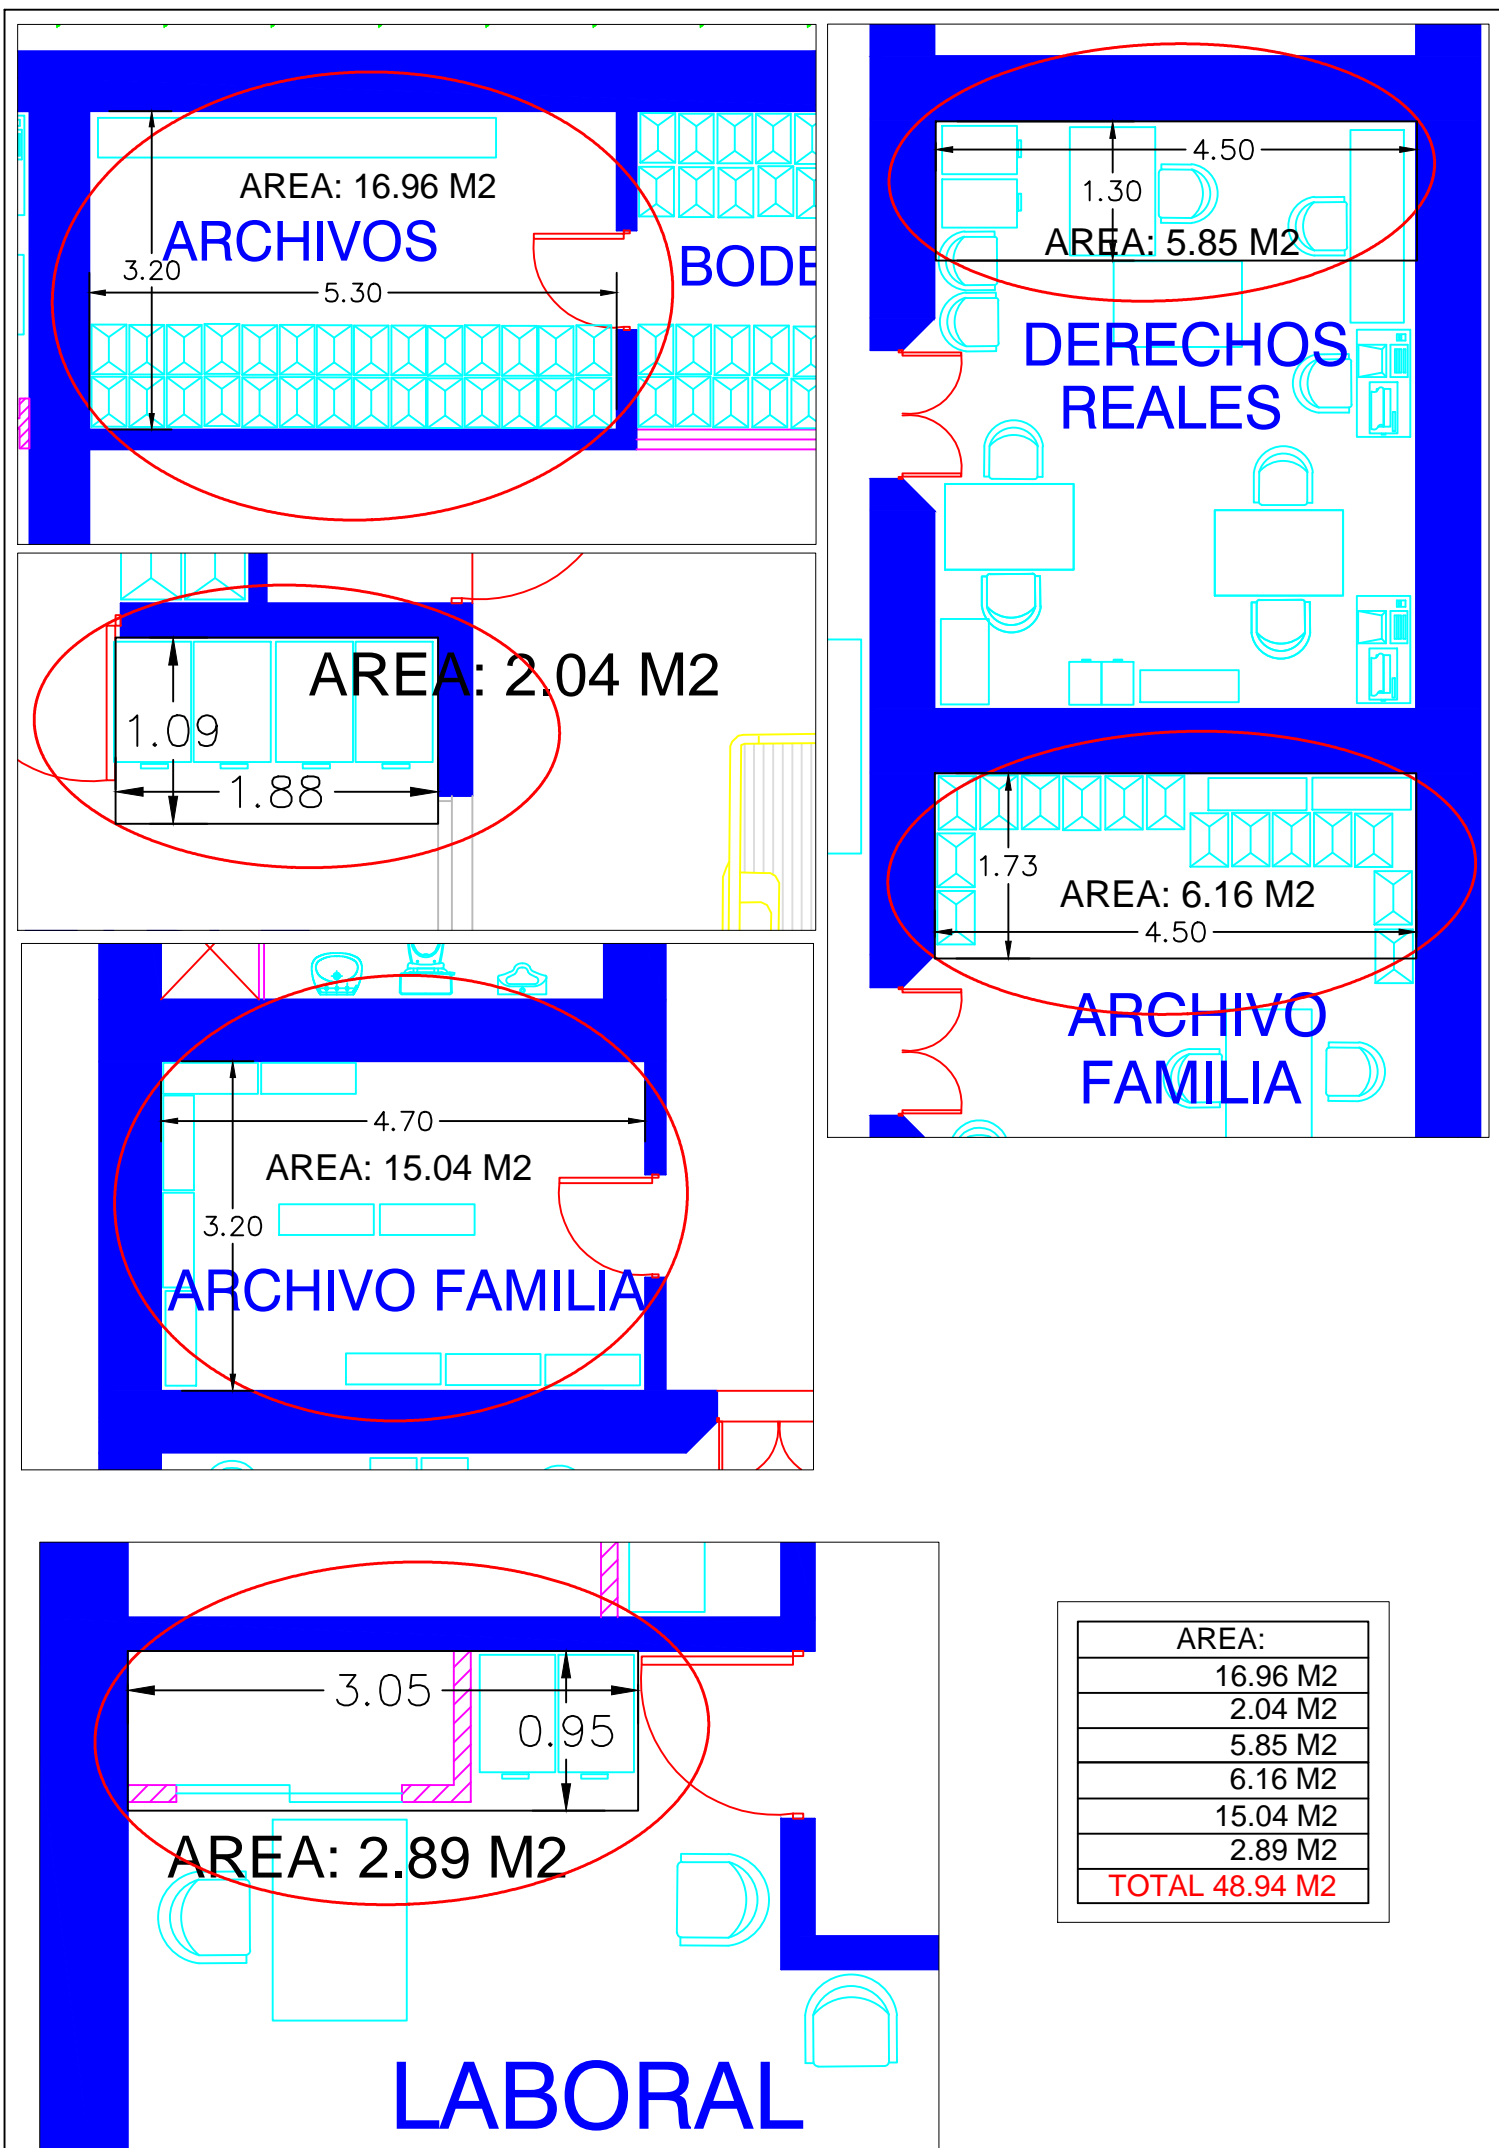 AREA: 16.96 M2
ARCHIVOS
3.20
5.30
BODE
AREA: 2.04 M2
1.09
1.88
4.70
AREA: 15.04 M2
3.20
ARCHIVO FAMILIA
4.50
1.30
AREA: 5.85 M2
DERECHOS
REALES
1.73
AREA: 6.16 M2
4.50
ARCHIVO
FAMILIA
3.05
0.95
AREA: 2.89 M2
LABORAL
AREA:
16.96 M2
2.04 M2
5.85 M2
6.16 M2
15.04 M2
2.89 M2
TOTAL 48.94 M2